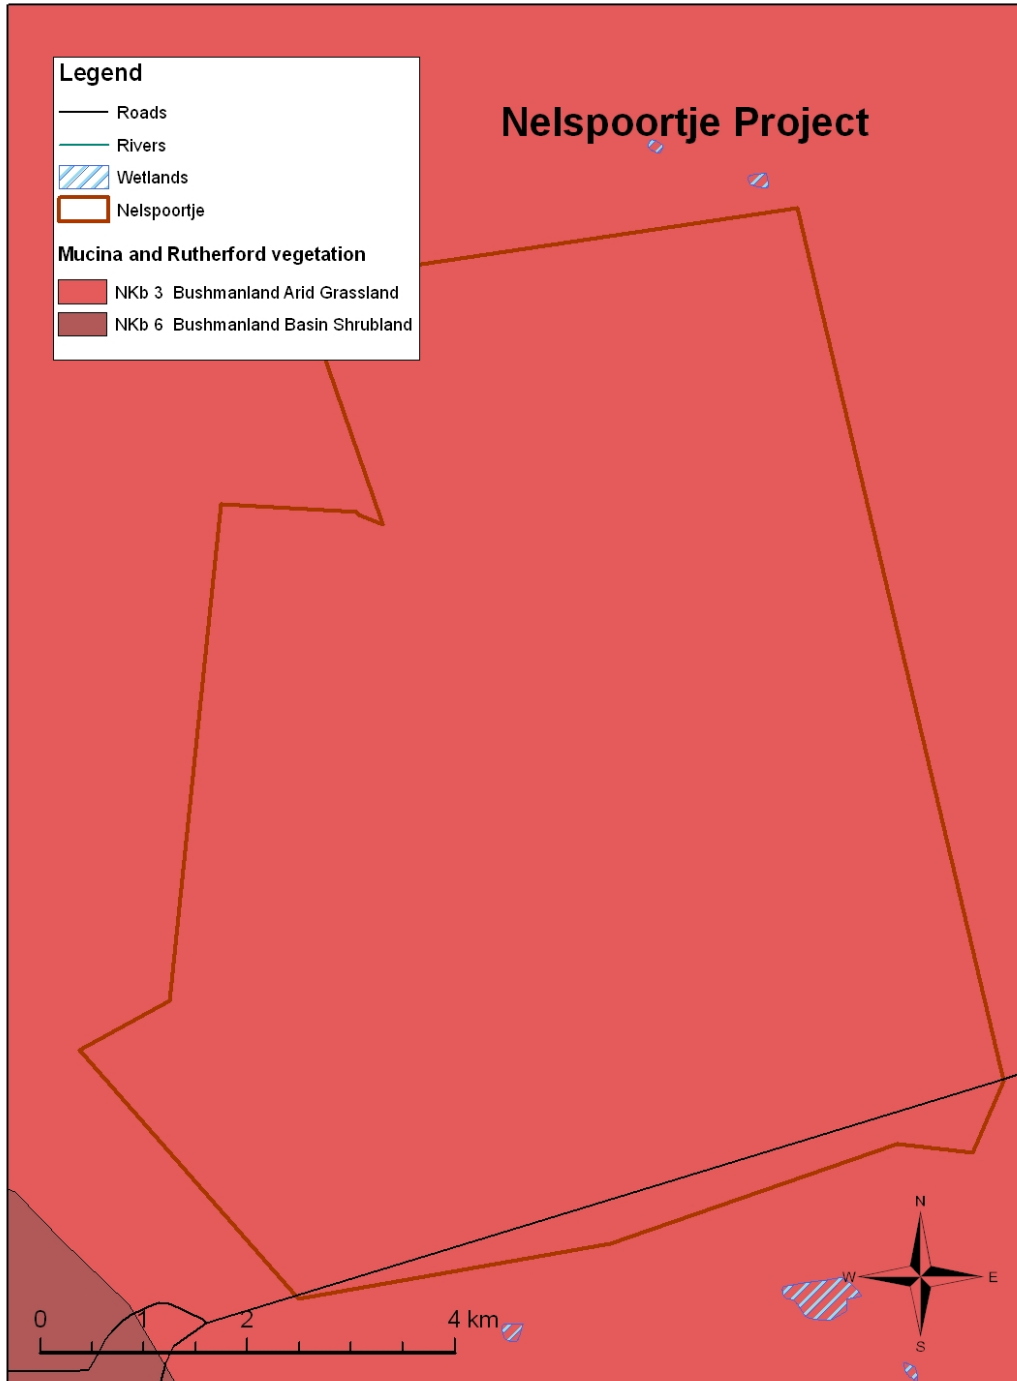 Legend
Roads
Rivers
Wetlands
Nelspoortje
Mucina and Rutherford vegetation
NKb 3 Bushmanland Arid Grassland
NKb 6 Bushmanland Basin Shrubland
Nelspoortje Project
N
W E
S
0 1 2 4 km